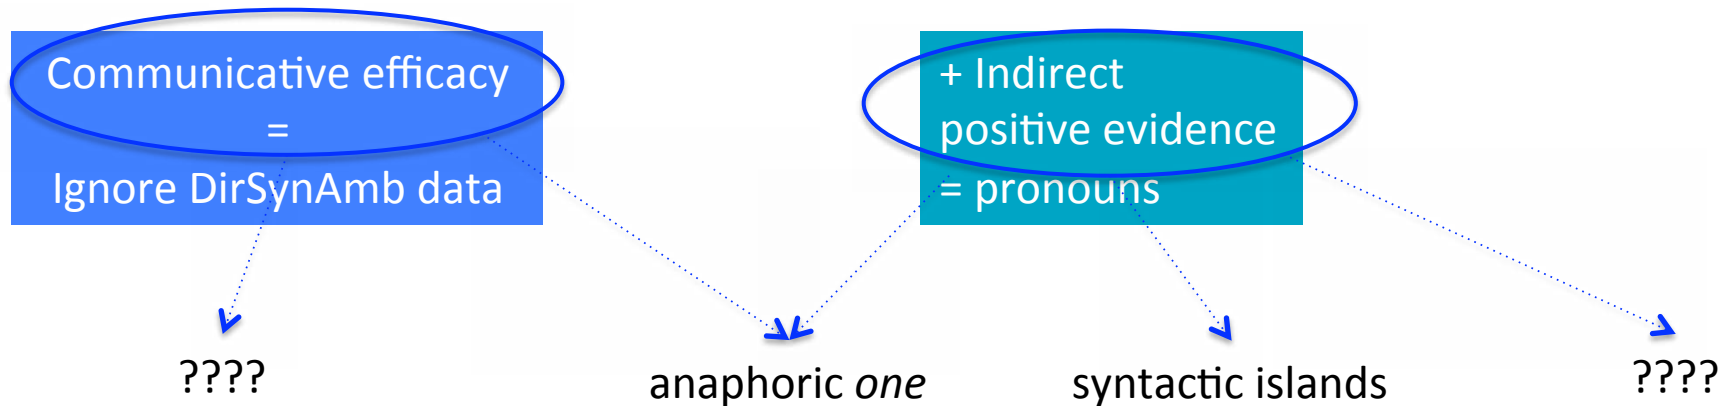 Communicative efficacy
=
Ignore DirSynAmb data
+ Indirect
positive evidence
= pronouns
????
anaphoric one
syntactic islands
????